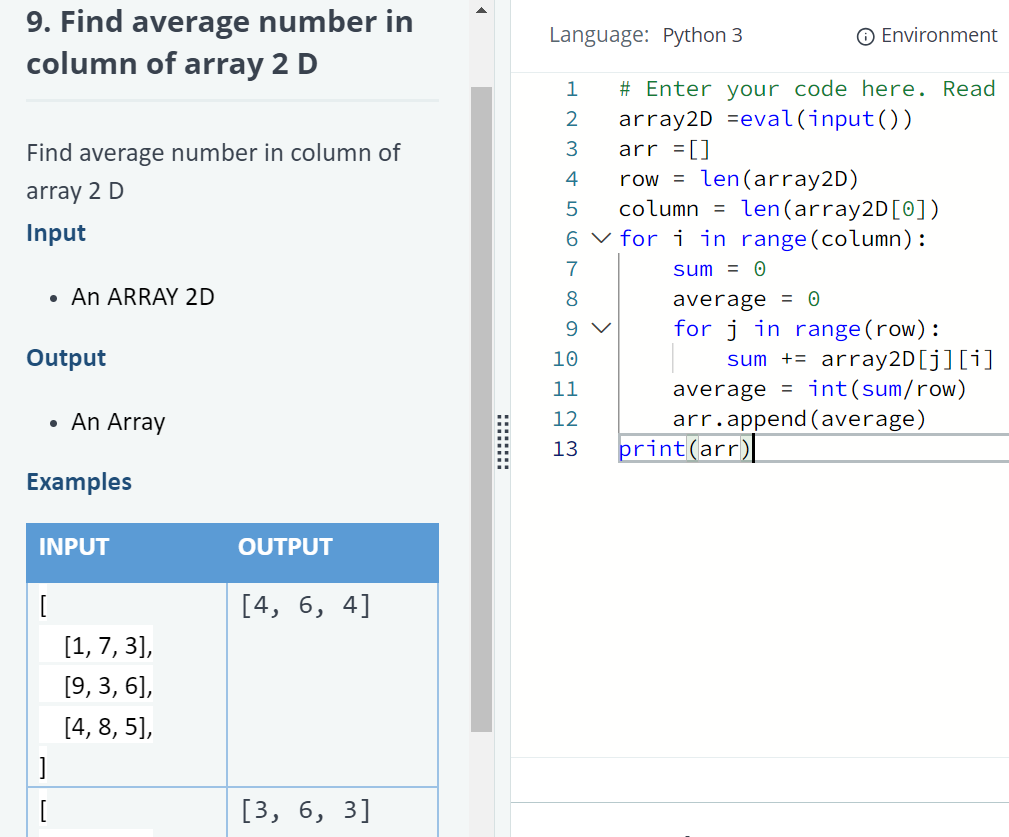 9. Find average number in
column of array 2 D
Find average number in column of
array 2 D
Input
• An ARRAY 2D
Output
• An Array
Examples
INPUT OUTPUT
[ [4, 6, 4]
[1, 7, 3],
[9, 3, 6],
[4, 8, 5],
]
[ [3, 6, 3]
Language: Python 3 Environment
1 # Enter your code here. Read
2 array2D =eval(input())
3 arr =[]
4 row = len(array2D)
5 column = len(array2D[0])
6 for i in range(column):
7 sum = 0
8 average = 0
9 for j in range(row):
10 sum += array2D[j][i]
11 average = int(sum/row)
12 arr.append(average)
13 print(arr)